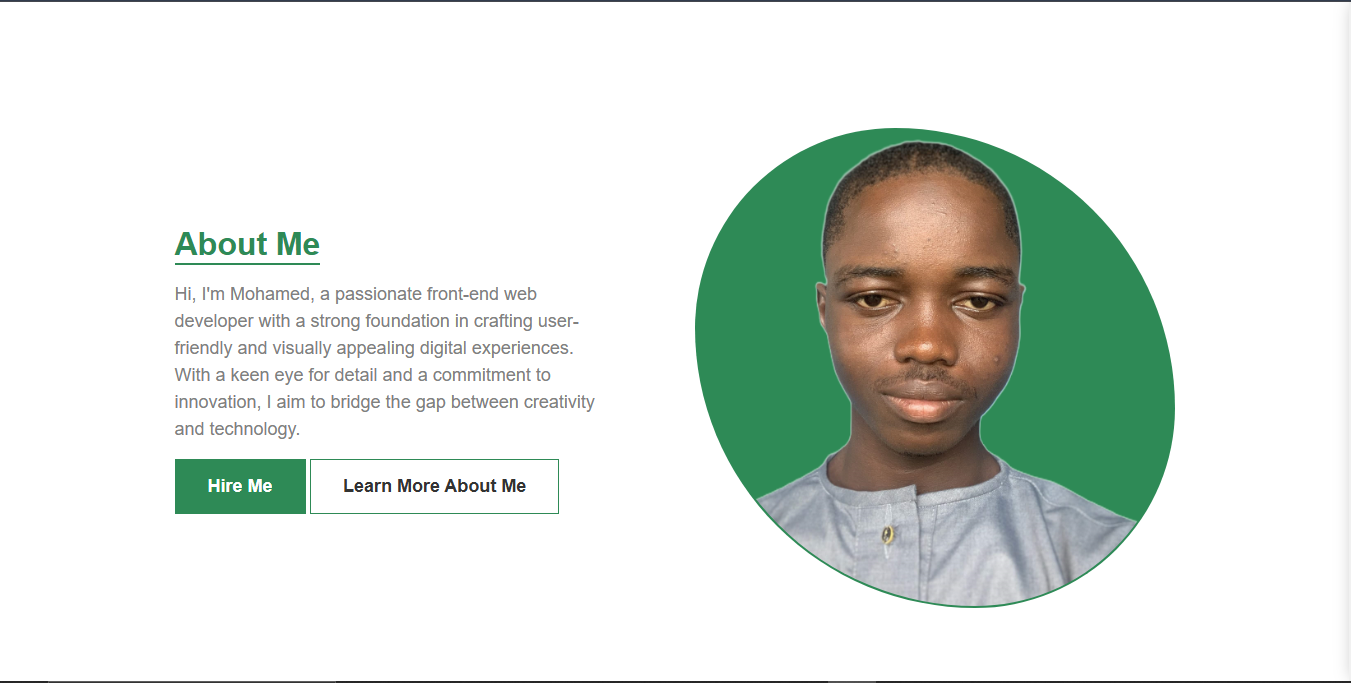 About Me
Hi, I'm Mohamed, a passionate front-end web
developer with a strong foundation in crafting user-
friendly and visually appealing digital experiences.
With a keen eye for detail and a commitment to
innovation, I aim to bridge the gap between creativity
and technology.
Hire Me
Learn More About Me